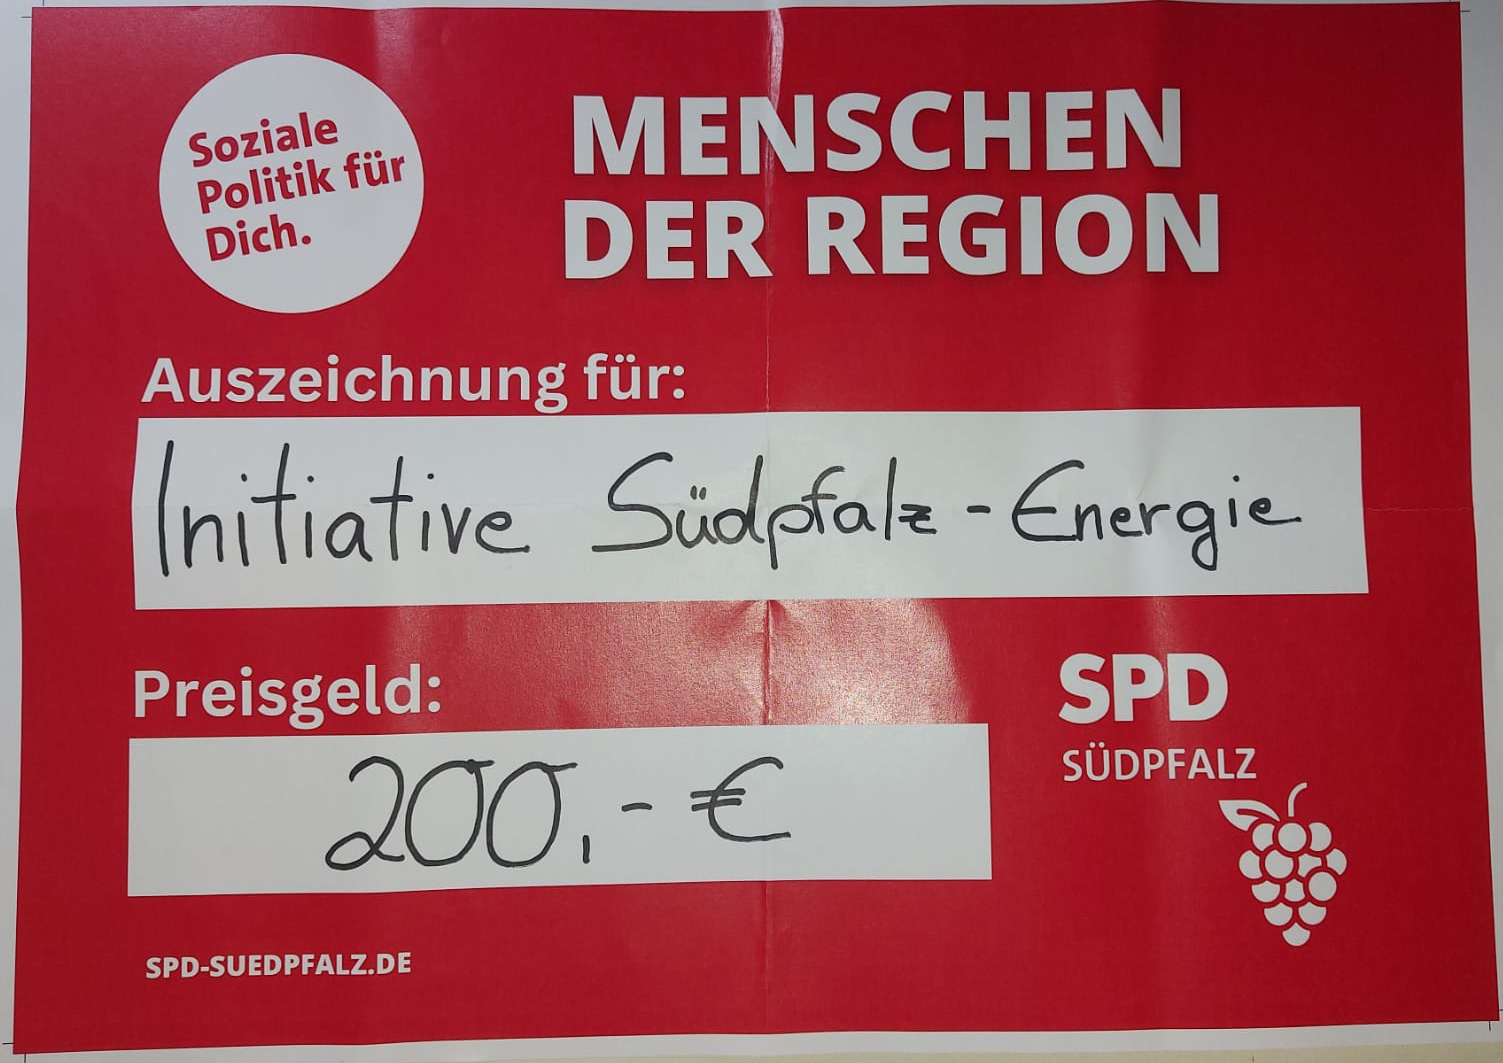 Soziale
Politik für
Dich.
MENSCHEN
DER REGION
Auszeichnung für:
Initiative Südpfalz-Energie
Preisgeld:
200,- €
SPD
SÜDPFALZ
SPD-SUEDPFALZ.DE